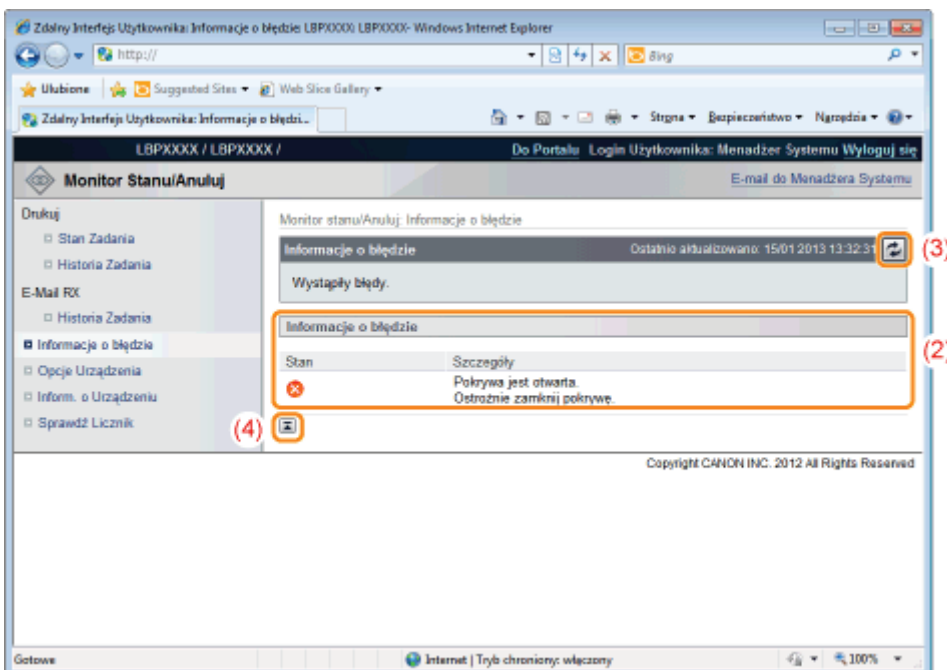 Zdalny Interfejs Użytkownika: Informacje o błędzie LBPXXXX LBPXXXX- Windows Internet Explorer
http://
Bing
Ulubione Suggested Sites Web Slice Gallery
Zdalny Interfejs Użytkownika: Informacje o błędzi...
Strona Bezpieczeństwo Narzędzia
LBPXXXX / LBPXXXX /
Do Portalu Login Użytkownika: Menadżer Systemu Wyloguj się
Monitor Stanu/Anuluj
E-mail do Menadżera Systemu
Drukuj
Stan Zadania
Historia Zadania
E-Mail RX
Historia Zadania
Informacje o błędzie
Opcje Urządzenia
Inform. o Urządzeniu
Sprawdź Licznik
Monitor stanu/Anuluj: Informacje o błędzie
Informacje o błędzie
Ostatnio aktualizowano: 15/01 2013 13:32:31
(3)
Wystąpiły błędy.
Informacje o błędzie
(2)
Stan Szczegóły
Pokrywa jest otwarta.
Ostrożnie zamknij pokrywę.
(4)
Copyright CANON INC. 2012 All Rights Reserved
Gotowe
Internet | Tryb chroniony: włączony
100%